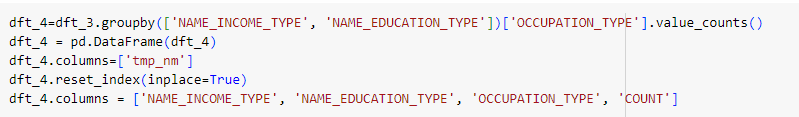 dft_4=dft_3.groupby(['NAME_INCOME_TYPE', 'NAME_EDUCATION_TYPE'])['OCCUPATION_TYPE'].value_counts()
dft_4 = pd.DataFrame(dft_4)
dft_4.columns=['tmp_nm']
dft_4.reset_index(inplace=True)
dft_4.columns = ['NAME_INCOME_TYPE', 'NAME_EDUCATION_TYPE', 'OCCUPATION_TYPE', 'COUNT']